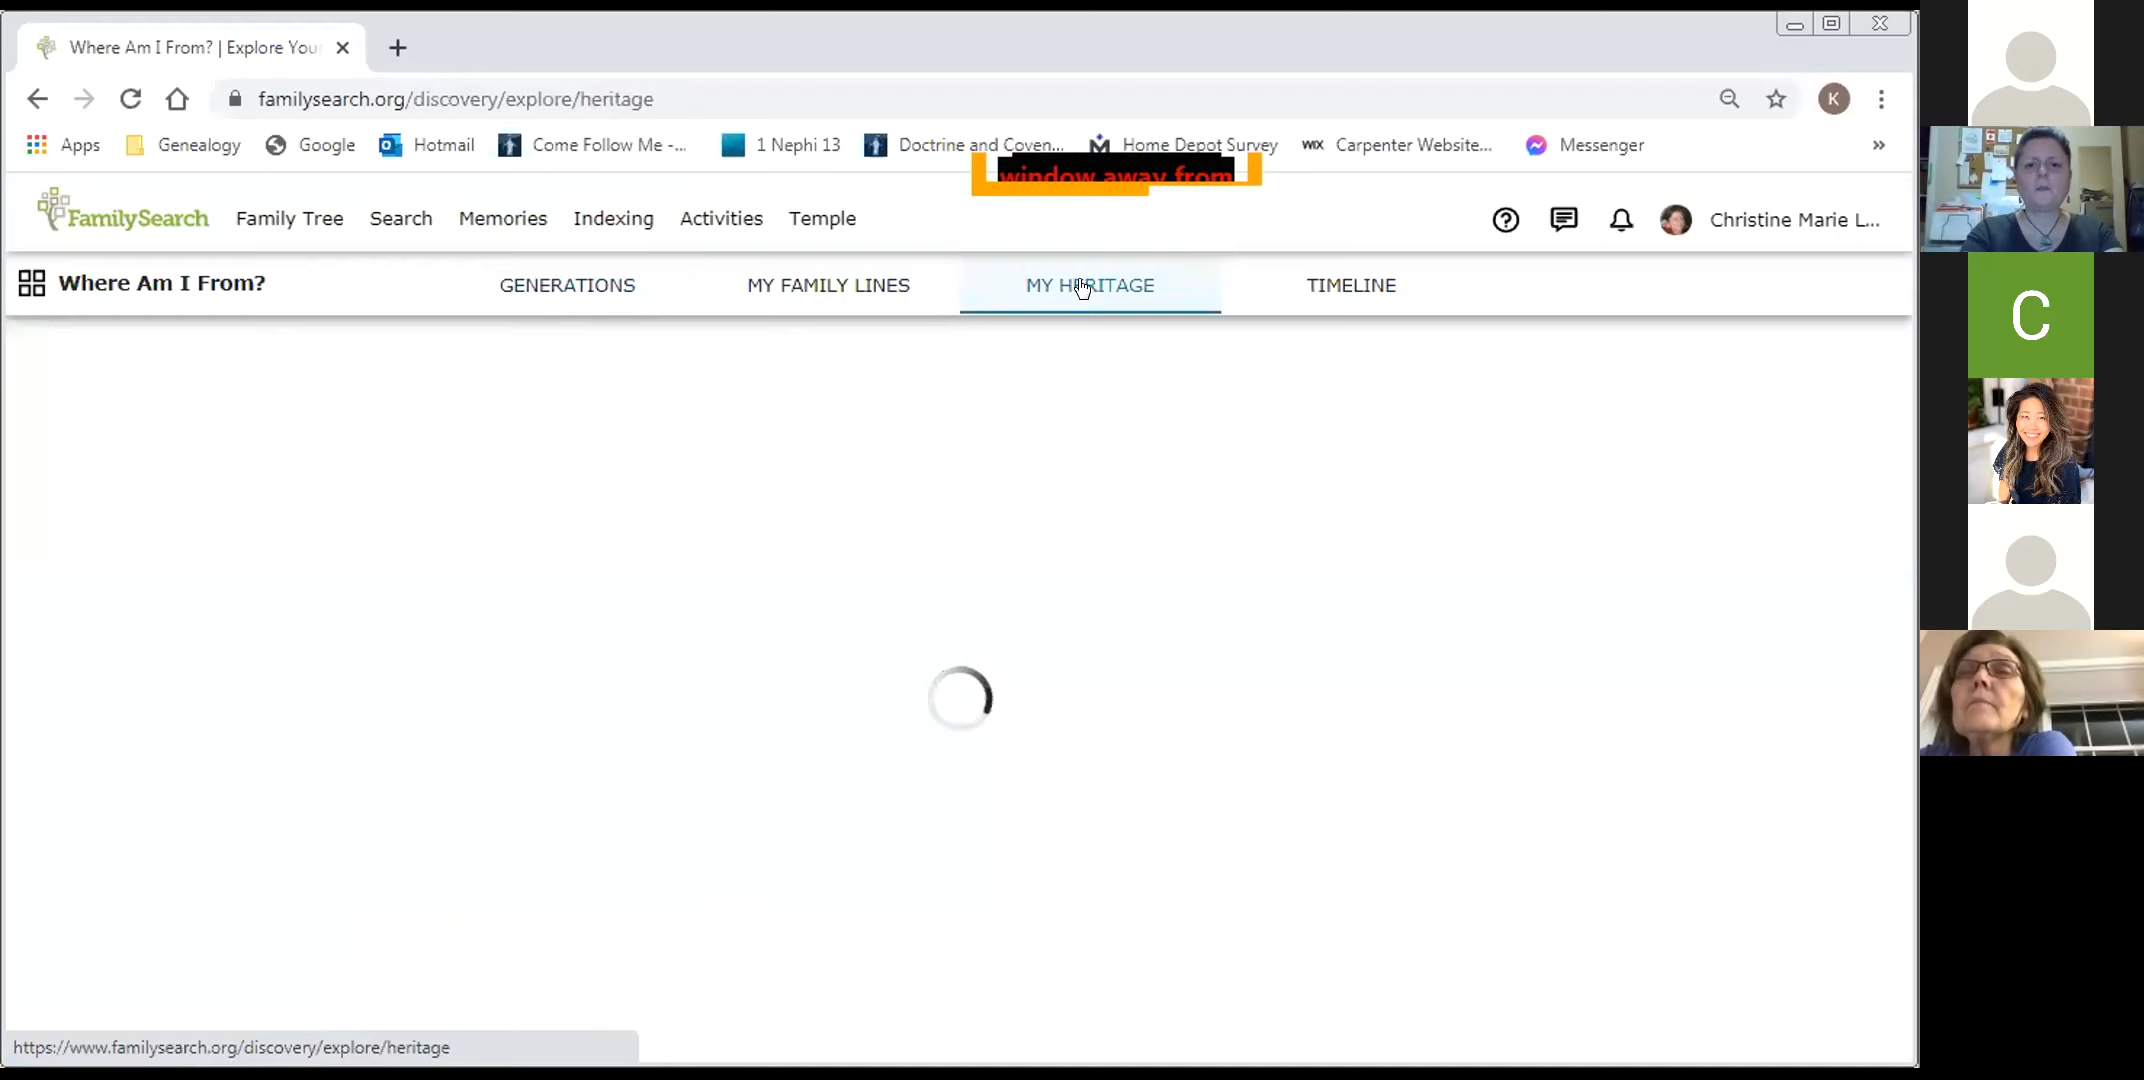 Where Am I From? | Explore Your
familysearch.org/discovery/explore/heritage
K
Apps Genealogy Google Hotmail Come Follow Me -... 1 Nephi 13 Doctrine and Coven... Home Depot Survey WiX Carpenter Website... Messenger »
window away from
FamilySearch Family Tree Search Memories Indexing Activities Temple Christine Marie L...
Where Am I From? GENERATIONS MY FAMILY LINES MY HERITAGE TIMELINE
C
https://www.familysearch.org/discovery/explore/heritage